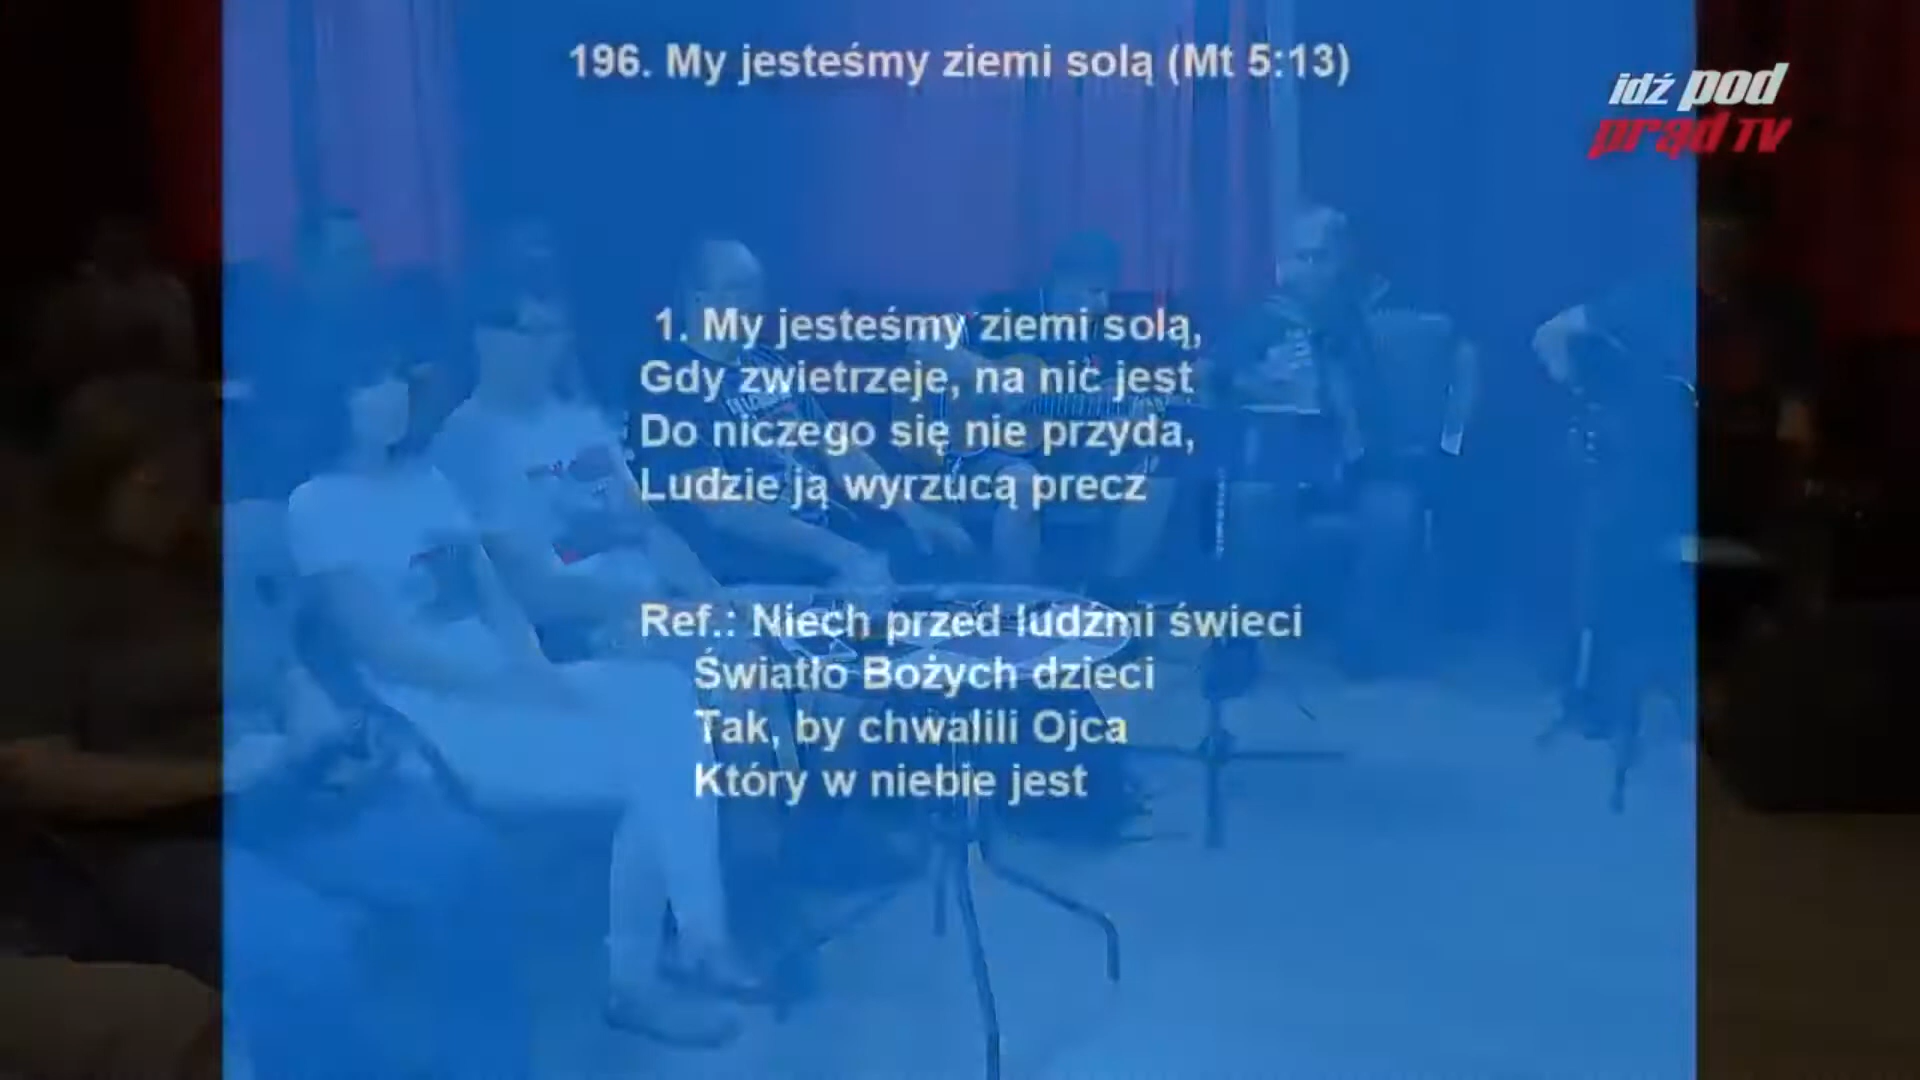 196. My jesteśmy ziemi solą (Mt 5:13)
idź pod
prąd TV
1. My jesteśmy ziemi solą,
Gdy zwietrzeje, na nic jest
Do niczego się nie przyda,
Ludzie ją wyrzucą precz
Ref.: Niech przed ludźmi świeci
Światło Bożych dzieci
Tak, by chwalili Ojca
Który w niebie jest